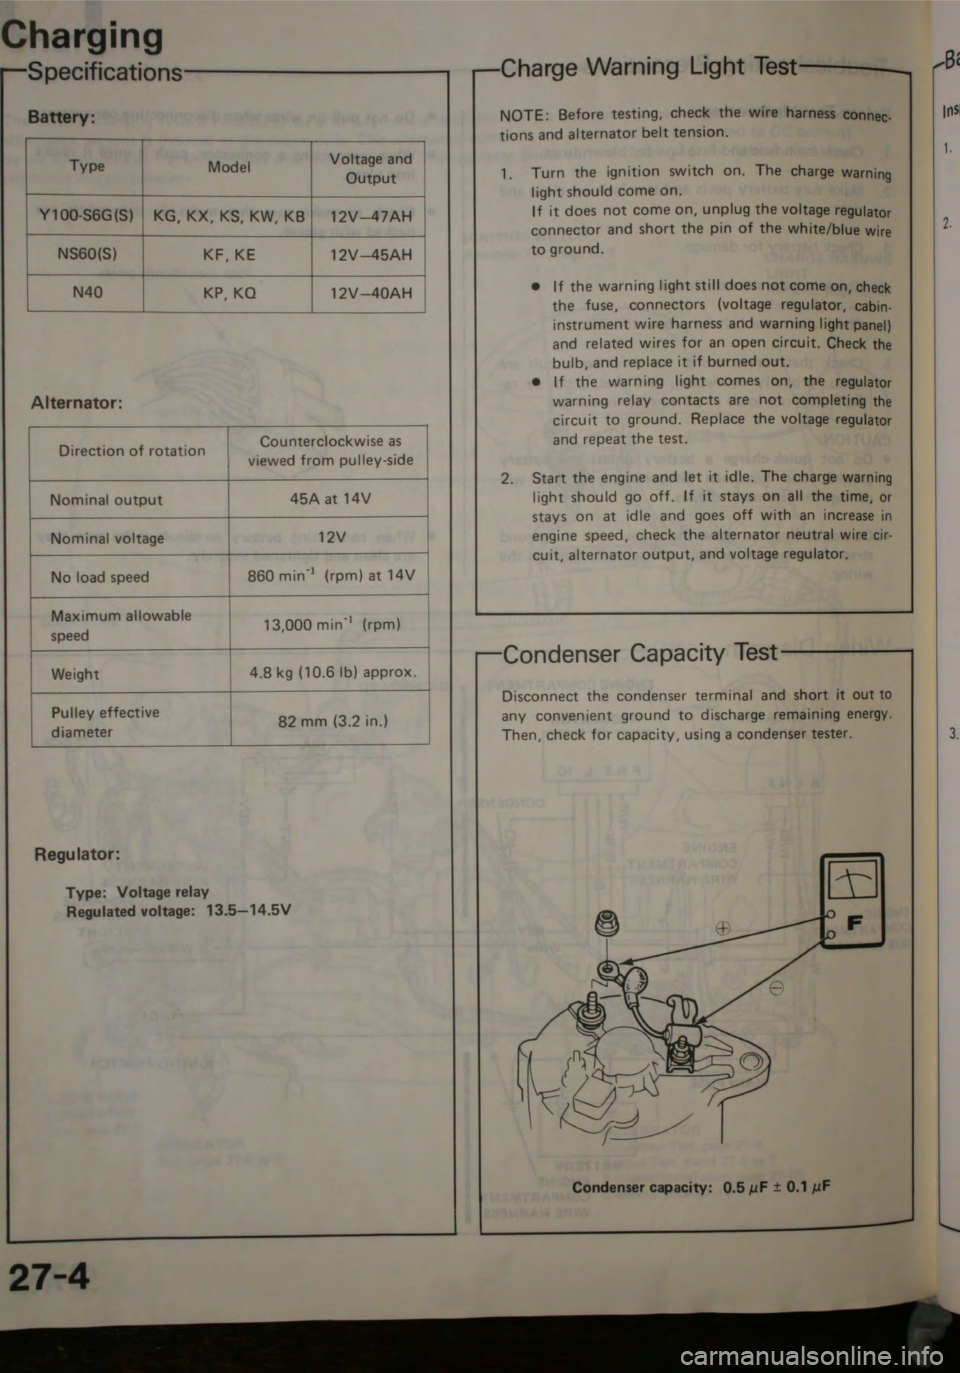 Charging
Specifications
Battery:
Type Model Voltage and
Output
Y100-S6G(S) KG, KX, KS, KW, KB 12V–47AH
NS60(S) KF, KE 12V–45AH
N40 KP, KQ 12V–40AH
Alternator:
Direction of rotation Counterclockwise as
viewed from pulley-side
Nominal output 45A at 14V
Nominal voltage 12V
No load speed 860 min⁻¹ (rpm) at 14V
Maximum allowable
speed 13,000 min⁻¹ (rpm)
Weight 4.8 kg (10.6 lb) approx.
Pulley effective
diameter 82 mm (3.2 in.)
Regulator:
Type: Voltage relay
Regulated voltage: 13.5–14.5V
27-4
Charge Warning Light Test
NOTE: Before testing, check the wire harness connec-
tions and alternator belt tension.
1. Turn the ignition switch on. The charge warning
light should come on.
If it does not come on, unplug the voltage regulator
connector and short the pin of the white/blue wire
to ground.
● If the warning light still does not come on, check
the fuse, connectors (voltage regulator, cabin-
instrument wire harness and warning light panel)
and related wires for an open circuit. Check the
bulb, and replace it if burned out.
● If the warning light comes on, the regulator
warning relay contacts are not completing the
circuit to ground. Replace the voltage regulator
and repeat the test.
2. Start the engine and let it idle. The charge warning
light should go off. If it stays on all the time, or
stays on at idle and goes off with an increase in
engine speed, check the alternator neutral wire cir-
cuit, alternator output, and voltage regulator.
Condenser Capacity Test
Disconnect the condenser terminal and short it out to
any convenient ground to discharge remaining energy.
Then, check for capacity, using a condenser tester.
F
⊕
⊖
Condenser capacity: 0.5 µF ± 0.1 µF
1.
2.
3.
carmanualsonline.info